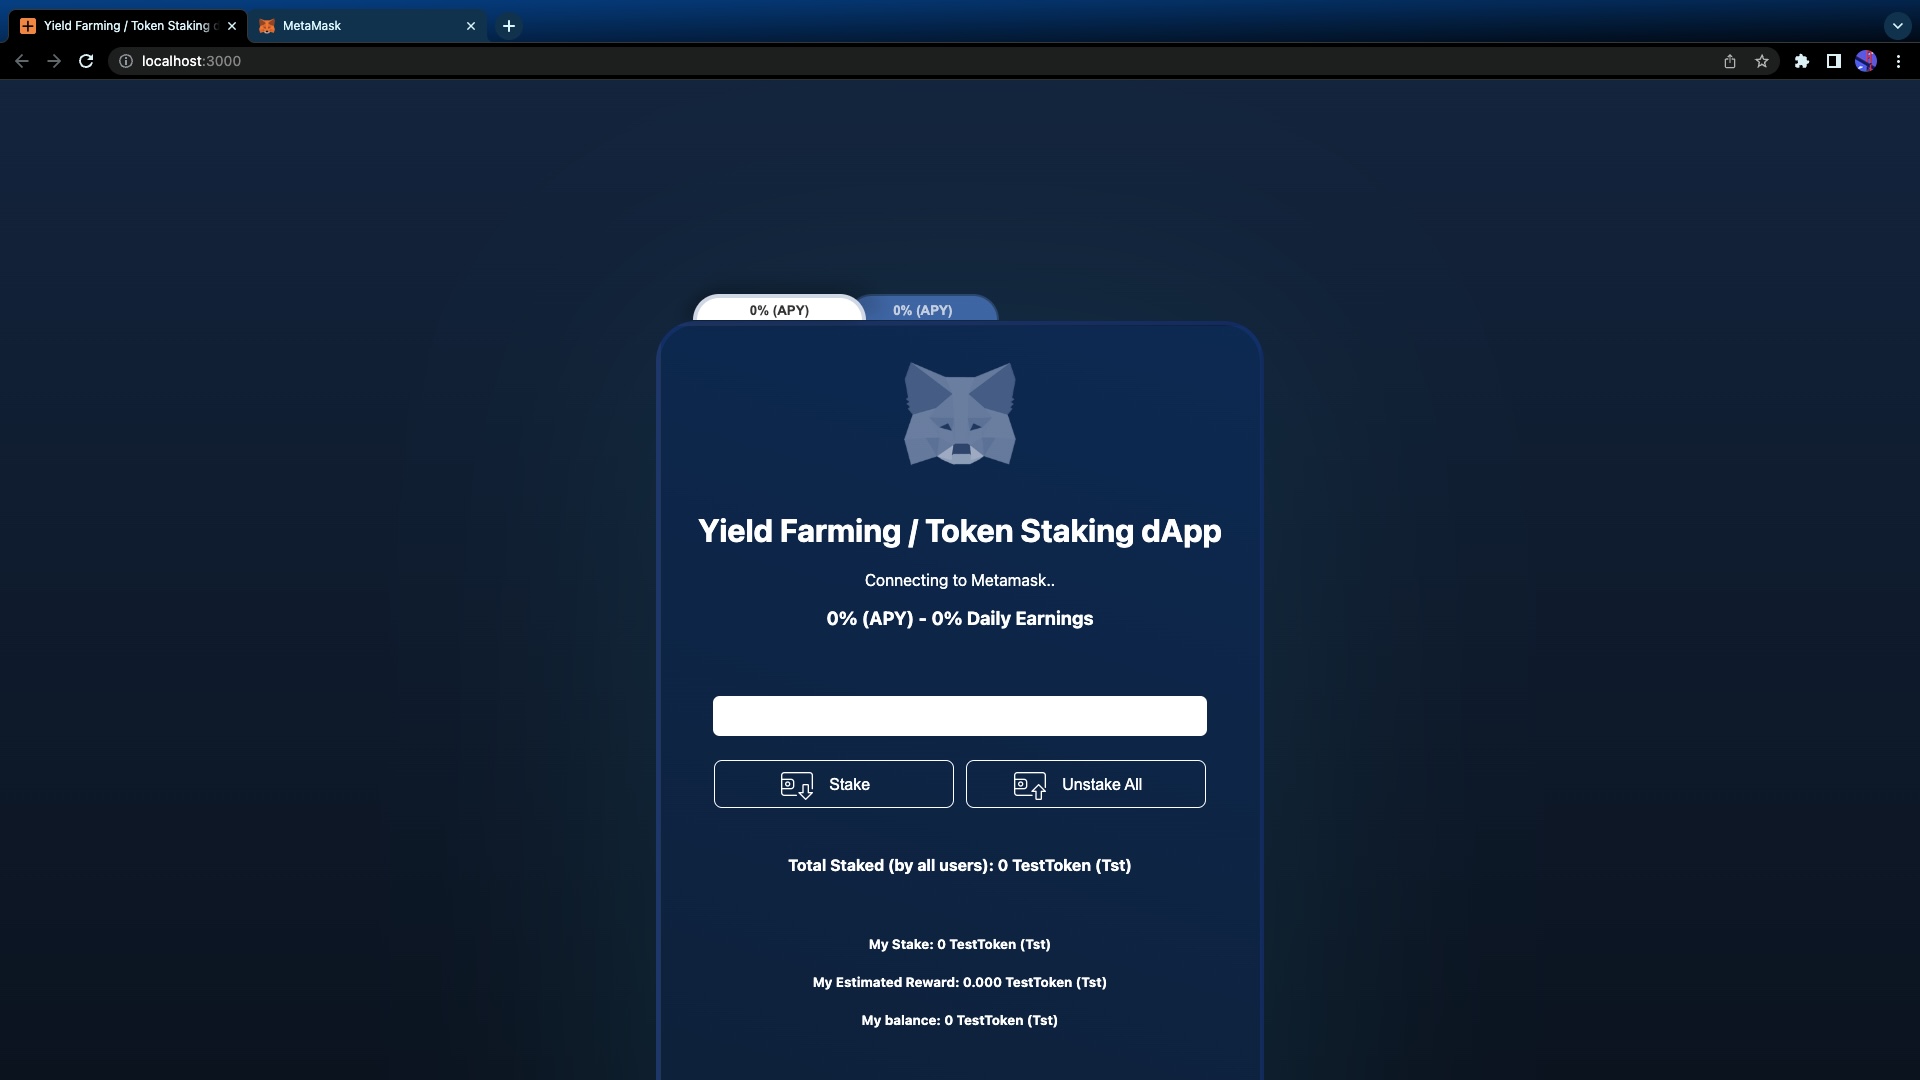 Yield Farming / Token Staking
MetaMask
localhost:3000
0% (APY)
0% (APY)
Yield Farming / Token Staking dApp
Connecting to Metamask..
0% (APY) - 0% Daily Earnings
Stake
Unstake All
Total Staked (by all users): 0 TestToken (Tst)
My Stake: 0 TestToken (Tst)
My Estimated Reward: 0.000 TestToken (Tst)
My balance: 0 TestToken (Tst)